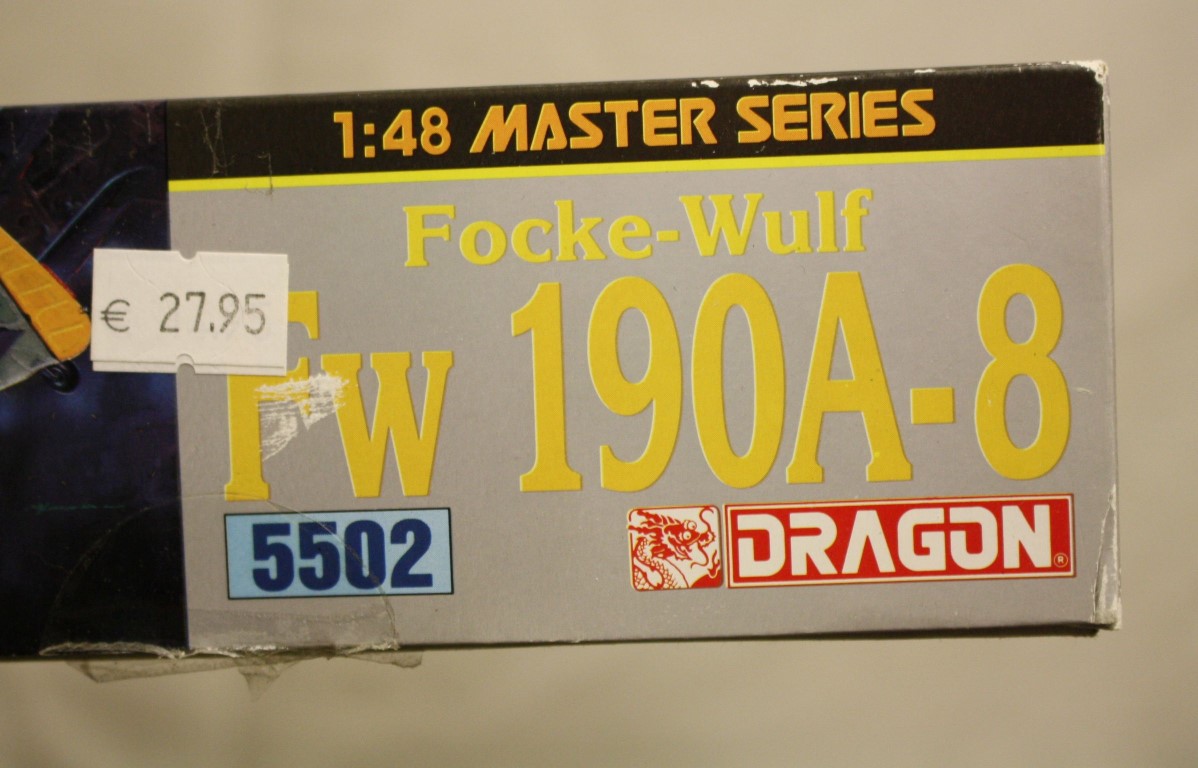 1:48 MASTER SERIES
Focke-Wulf
€ 27.95
Fw 190A-8
5502
DRAGON®